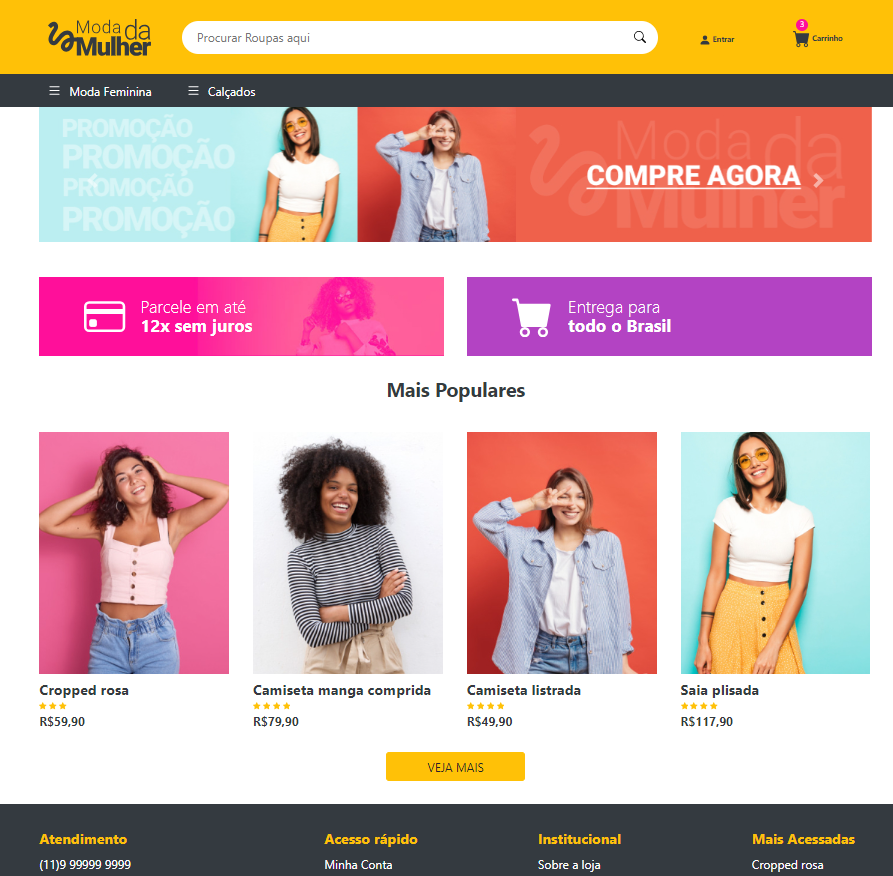 Moda da
Mulher
Procurar Roupas aqui
Entrar
3
Carrinho
Moda Feminina
Calçados
PROMOÇÃO
PROMOÇÃO
PROMOÇÃO
PROMOÇÃO
Moda da
Mulher
COMPRE AGORA
Parcele em até
12x sem juros
Entrega para
todo o Brasil
Mais Populares
Cropped rosa
R$59,90
Camiseta manga comprida
R$79,90
Camiseta listrada
R$49,90
Saia plisada
R$117,90
VEJA MAIS
Atendimento
(11)9 99999 9999
Acesso rápido
Minha Conta
Institucional
Sobre a loja
Mais Acessadas
Cropped rosa